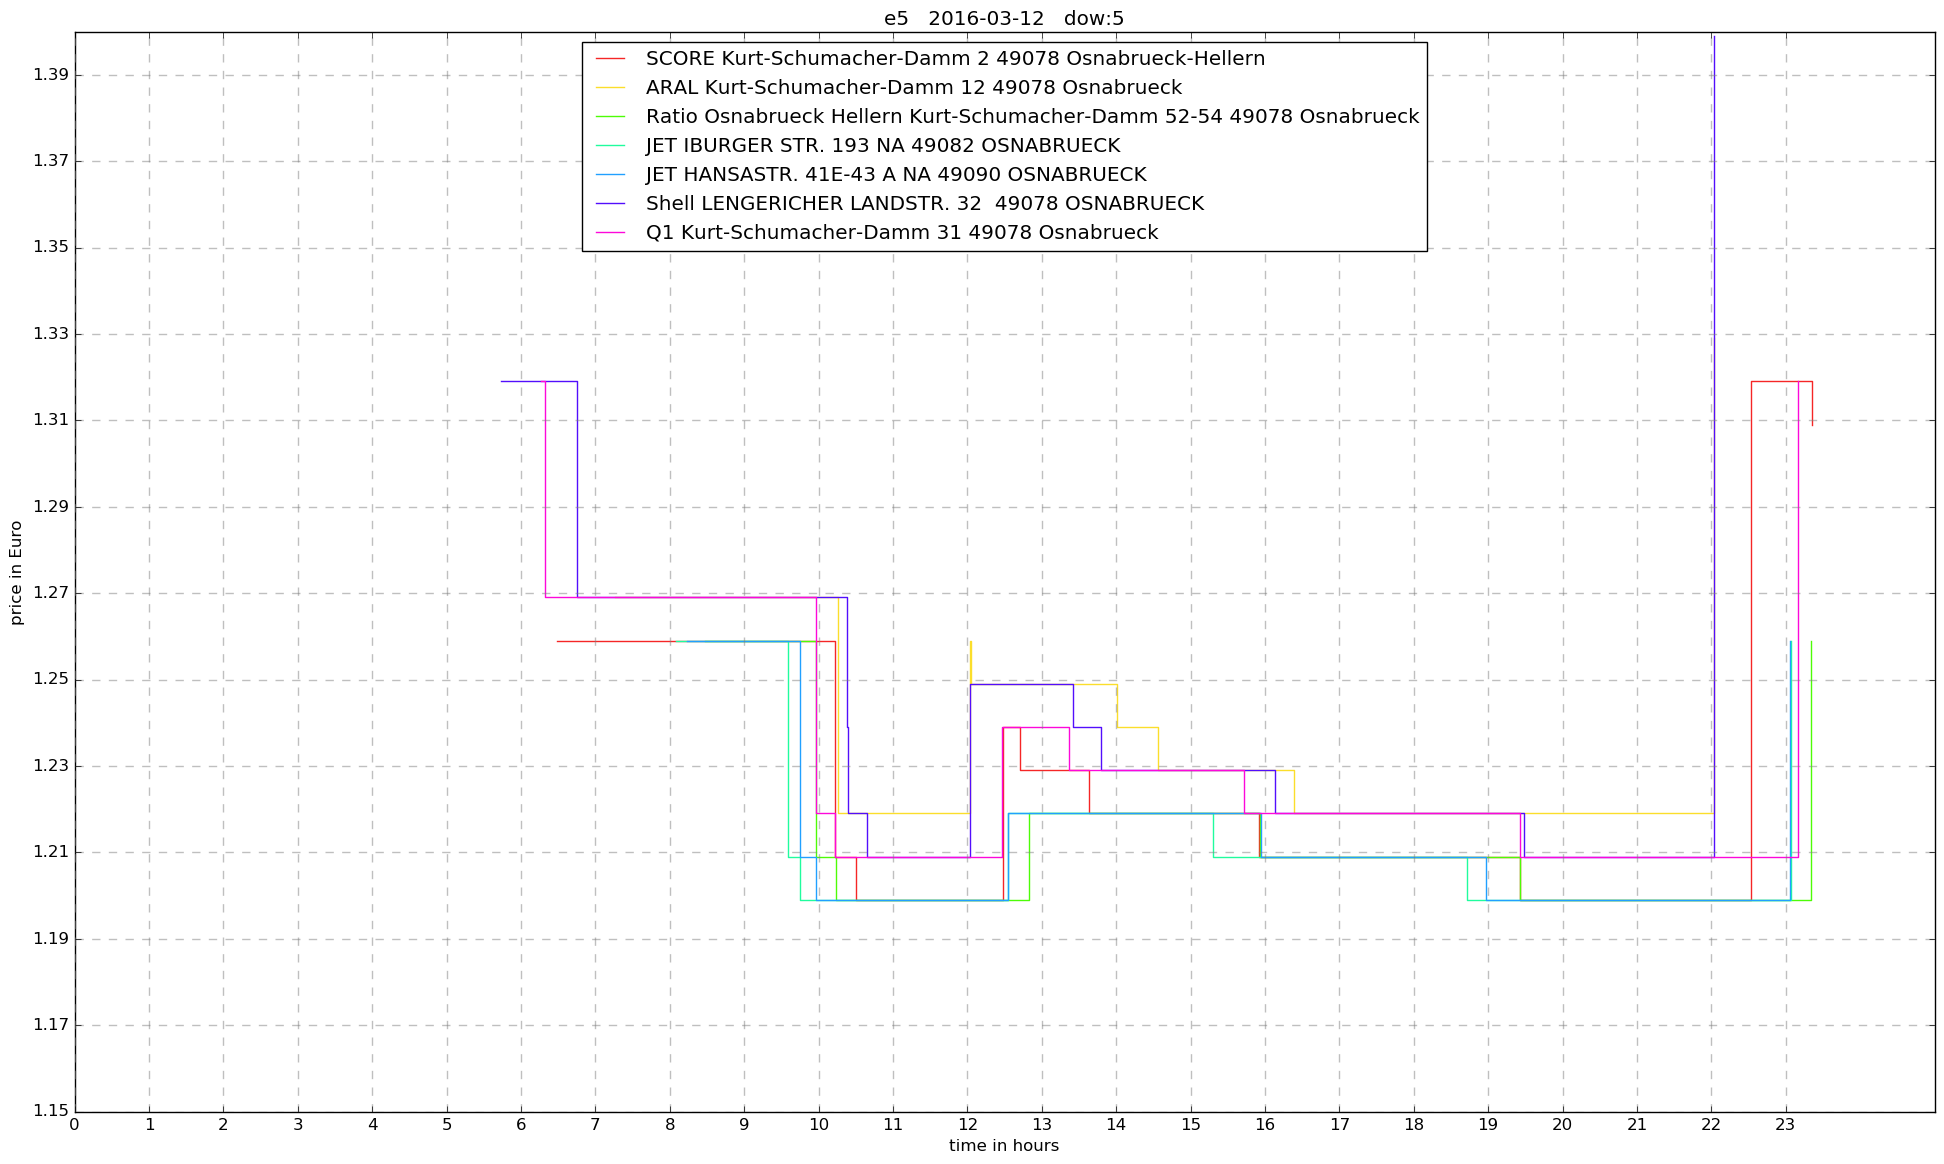 e5   2016-03-12   dow:5
SCORE Kurt-Schumacher-Damm 2 49078 Osnabrueck-Hellern
ARAL Kurt-Schumacher-Damm 12 49078 Osnabrueck
Ratio Osnabrueck Hellern Kurt-Schumacher-Damm 52-54 49078 Osnabrueck
JET IBURGER STR. 193 NA 49082 OSNABRUECK
JET HANSASTR. 41E-43 A NA 49090 OSNABRUECK
Shell LENGERICHER LANDSTR. 32  49078 OSNABRUECK
Q1 Kurt-Schumacher-Damm 31 49078 Osnabrueck
1.39
1.37
1.35
1.33
1.31
1.29
1.27
1.25
1.23
1.21
1.19
1.17
1.15
price in Euro
0 1 2 3 4 5 6 7 8 9 10 11 12 13 14 15 16 17 18 19 20 21 22 23
time in hours